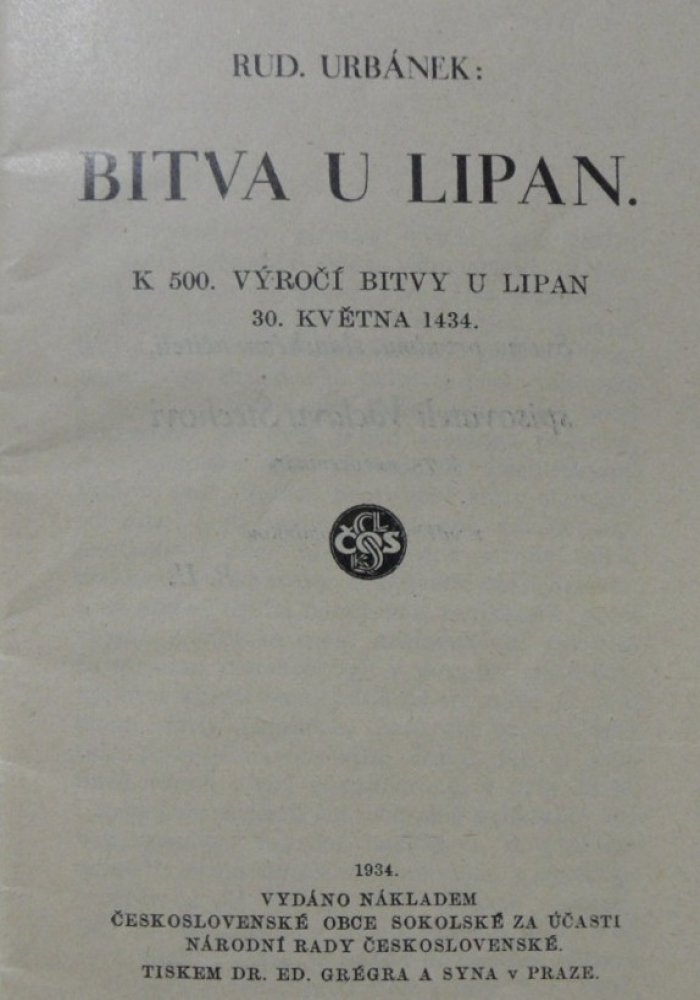 RUD. URBÁNEK:
BITVA U LIPAN.
K 500. VÝROČÍ BITVY U LIPAN
30. KVĚTNA 1434.
ČOS
1934.
VYDÁNO NÁKLADEM
ČESKOSLOVENSKÉ OBCE SOKOLSKÉ ZA ÚČASTI
NÁRODNÍ RADY ČESKOSLOVENSKÉ.
TISKEM DR. ED. GRÉGRA A SYNA v PRAZE.